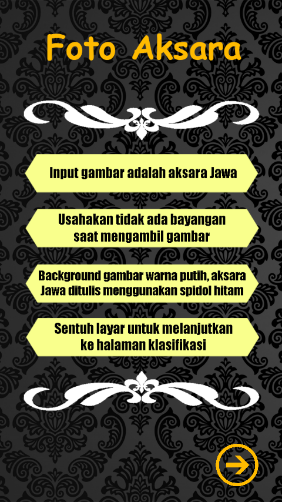 Foto Aksara
Input gambar adalah aksara Jawa
Usahakan tidak ada bayangan
saat mengambil gambar
Background gambar warna putih, aksara
Jawa ditulis menggunakan spidol hitam
Sentuh layar untuk melanjutkan
ke halaman klasifikasi